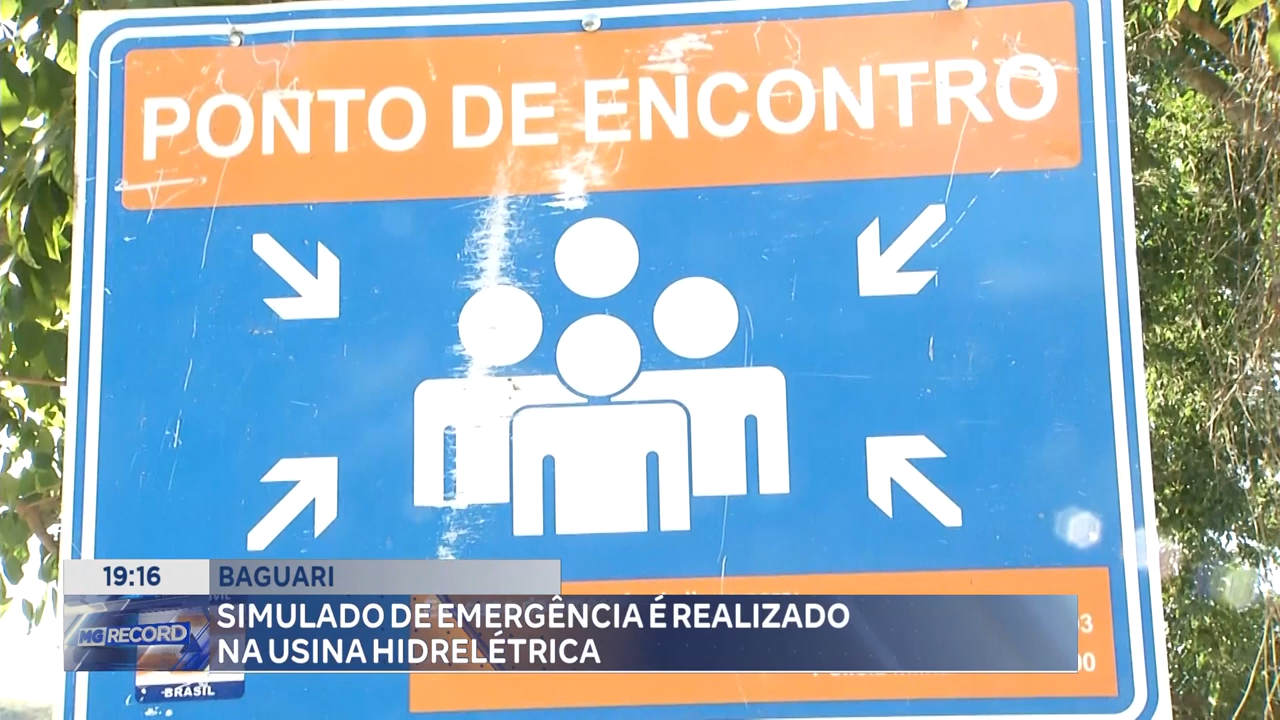 PONTO DE ENCONTRO
19:16 BAGUARI
SIMULADO DE EMERGÊNCIA É REALIZADO
MG RECORD
NA USINA HIDRELÉTRICA
BRASIL